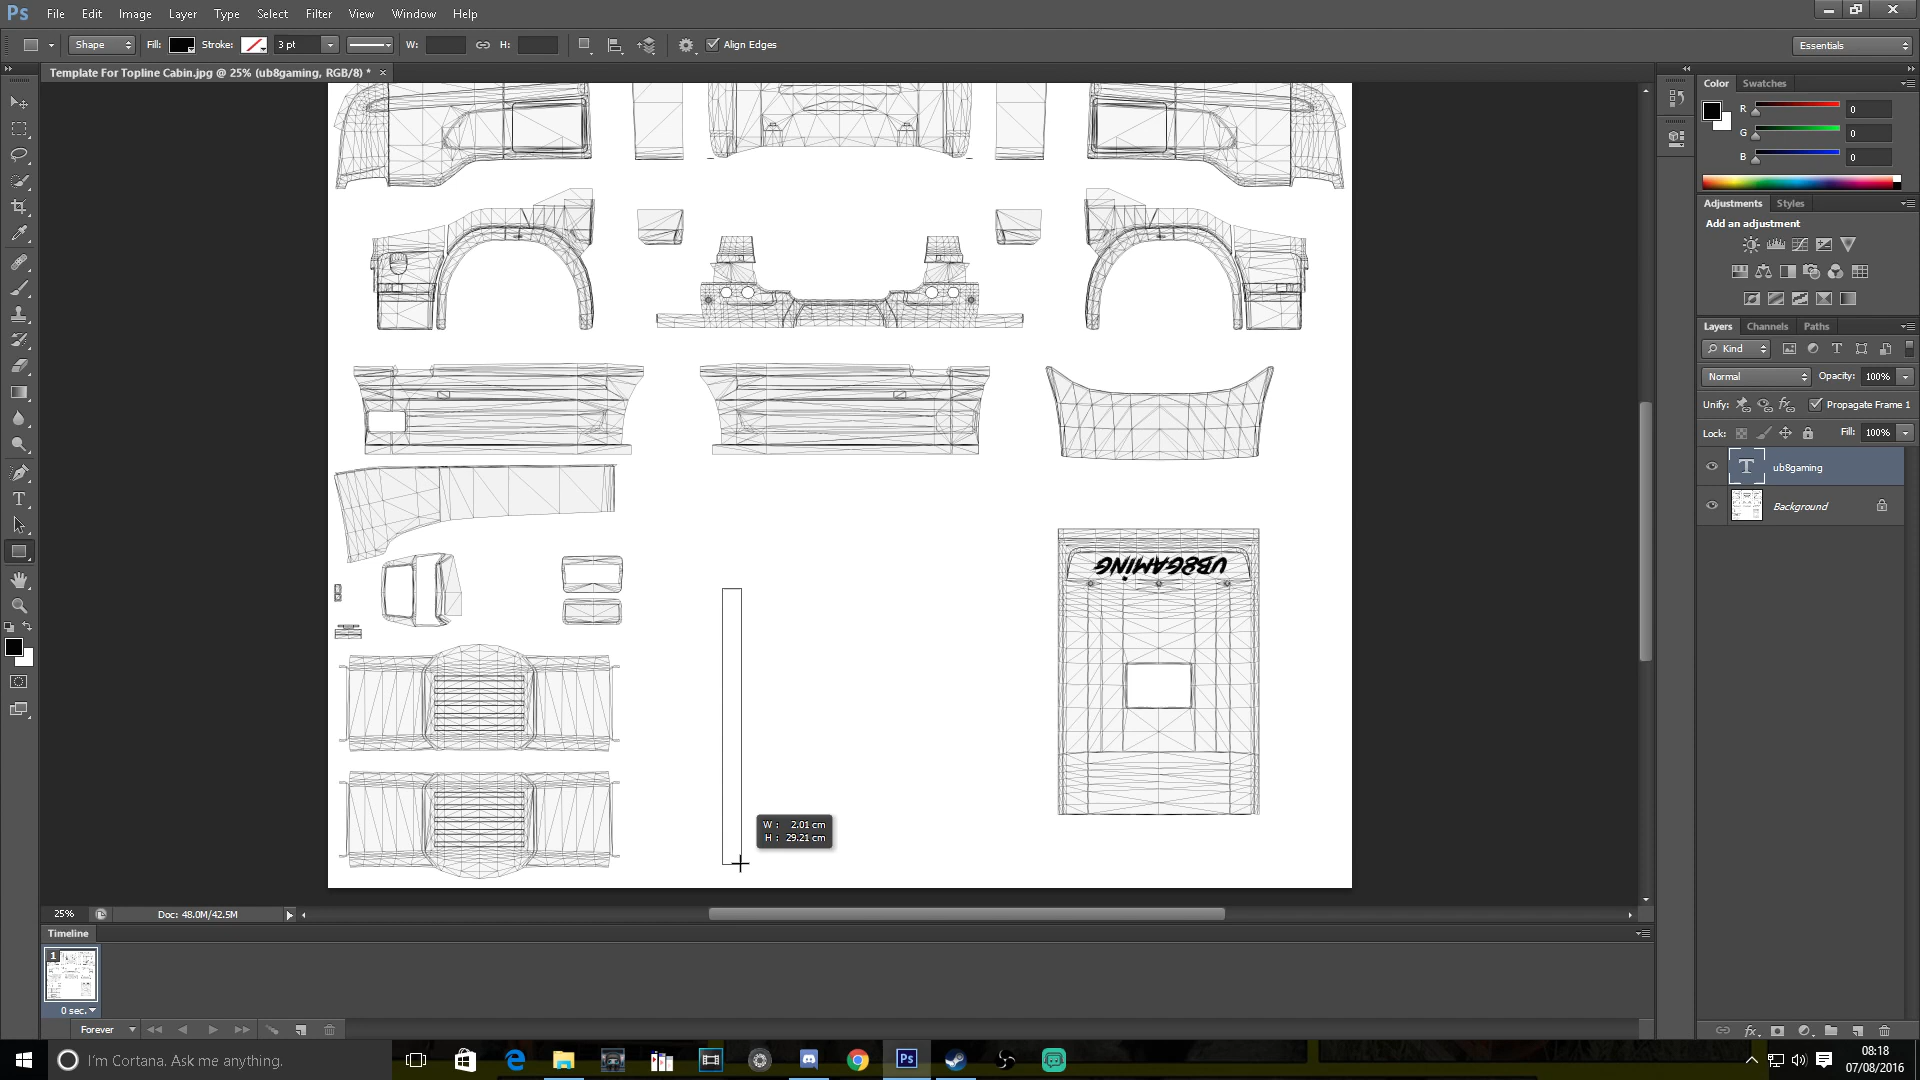 Ps File Edit Image Layer Type Select Filter View Window Help
Shape Fill: Stroke: 3 pt W: H: Align Edges Essentials
Template For Topline Cabin.jpg @ 25% (ub8gaming, RGB/8) * ×
Color Swatches
R 0
G 0
B 0
Adjustments Styles
Add an adjustment
Layers Channels Paths
Kind
Normal Opacity: 100%
Unify: Propagate Frame 1
Lock: Fill: 100%
T ub8gaming
Background
UB8GAMING
W : 2.01 cm
H : 29.21 cm
25% Doc: 48.0M/42.5M
Timeline
1
0 sec.
Forever
I'm Cortana. Ask me anything.
Ps
08:18
07/08/2016